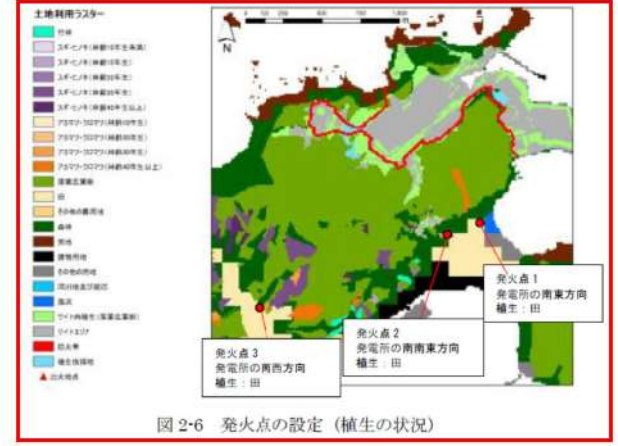 土地利用ラスター
竹林
スギ・ヒノキ(林齢10年生未満)
スギ・ヒノキ(林齢10年生)
スギ・ヒノキ(林齢20年生)
スギ・ヒノキ(林齢30年生)
スギ・ヒノキ(林齢40年生以上)
アカマツ・クロマツ(林齢10年生)
アカマツ・クロマツ(林齢20年生)
アカマツ・クロマツ(林齢30年生)
アカマツ・クロマツ(林齢40年生以上)
落葉広葉樹
田
その他の農用地
森林
荒地
建物用地
その他の用地
河川地及び湖沼
海浜
サイト内植生(落葉広葉樹)
サイトエリア
防火帯
植生伐採地
出火地点
N
発火点 1
発電所の南東方向
植生:田
発火点 2
発電所の南南東方向
植生:田
発火点 3
発電所の南西方向
植生:田
図 2-6 発火点の設定(植生の状況)